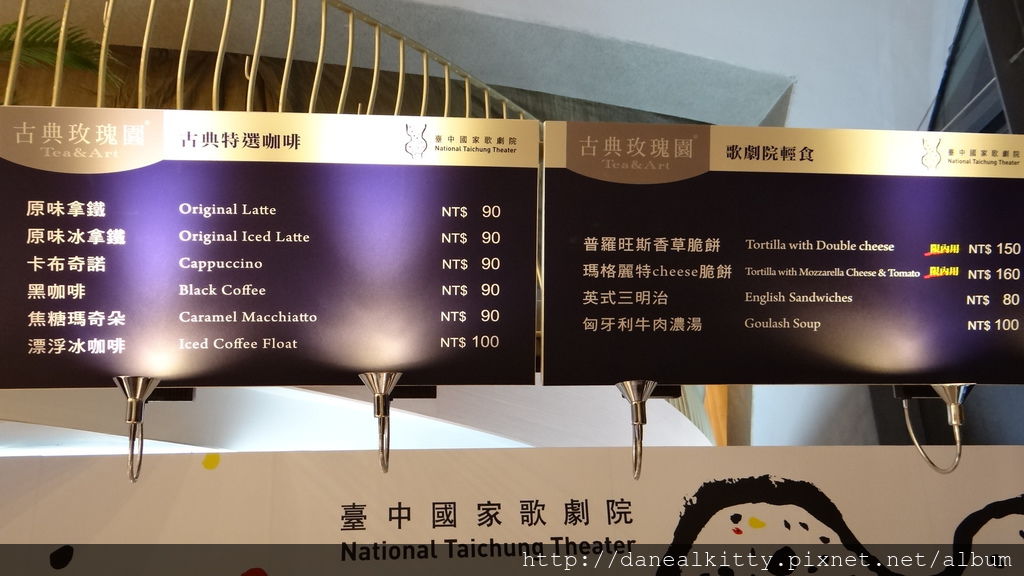 古典玫瑰園®
Tea&Art
古典特選咖啡
臺中國家歌劇院
National Taichung Theater
原味拿鐵 Original Latte NT$ 90
原味冰拿鐵 Original Iced Latte NT$ 90
卡布奇諾 Cappuccino NT$ 90
黑咖啡 Black Coffee NT$ 90
焦糖瑪奇朵 Caramel Macchiatto NT$ 90
漂浮冰咖啡 Iced Coffee Float NT$ 100
古典玫瑰園®
Tea&Art
歌劇院輕食
臺中國家歌劇院
National Taichung Theater
普羅旺斯香草脆餅 Tortilla with Double cheese 限內用 NT$ 150
瑪格麗特cheese脆餅 Tortilla with Mozzarella Cheese & Tomato 限內用 NT$ 160
英式三明治 English Sandwiches NT$ 80
匈牙利牛肉濃湯 Goulash Soup NT$ 100
臺中國家歌劇院
National Taichung Theater
http://danealkitty.pixnet.net/album